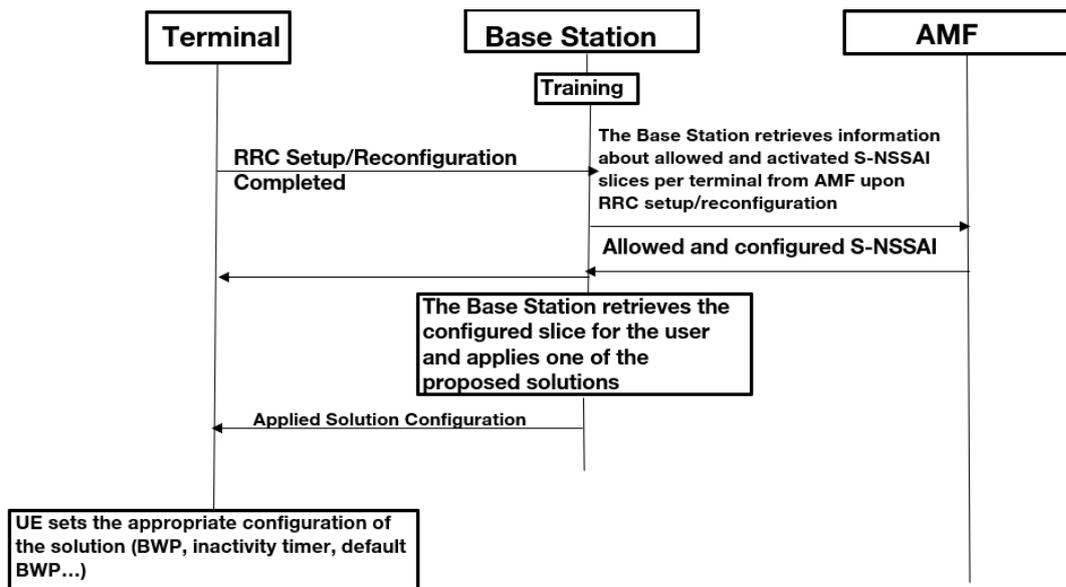 Terminal
Base Station
AMF
Training
The Base Station retrieves information
about allowed and activated S-NSSAI
slices per terminal from AMF upon
RRC setup/reconfiguration
RRC Setup/Reconfiguration
Completed
Allowed and configured S-NSSAI
The Base Station retrieves the
configured slice for the user
and applies one of the
proposed solutions
Applied Solution Configuration
UE sets the appropriate configuration of
the solution (BWP, inactivity timer, default
BWP...)